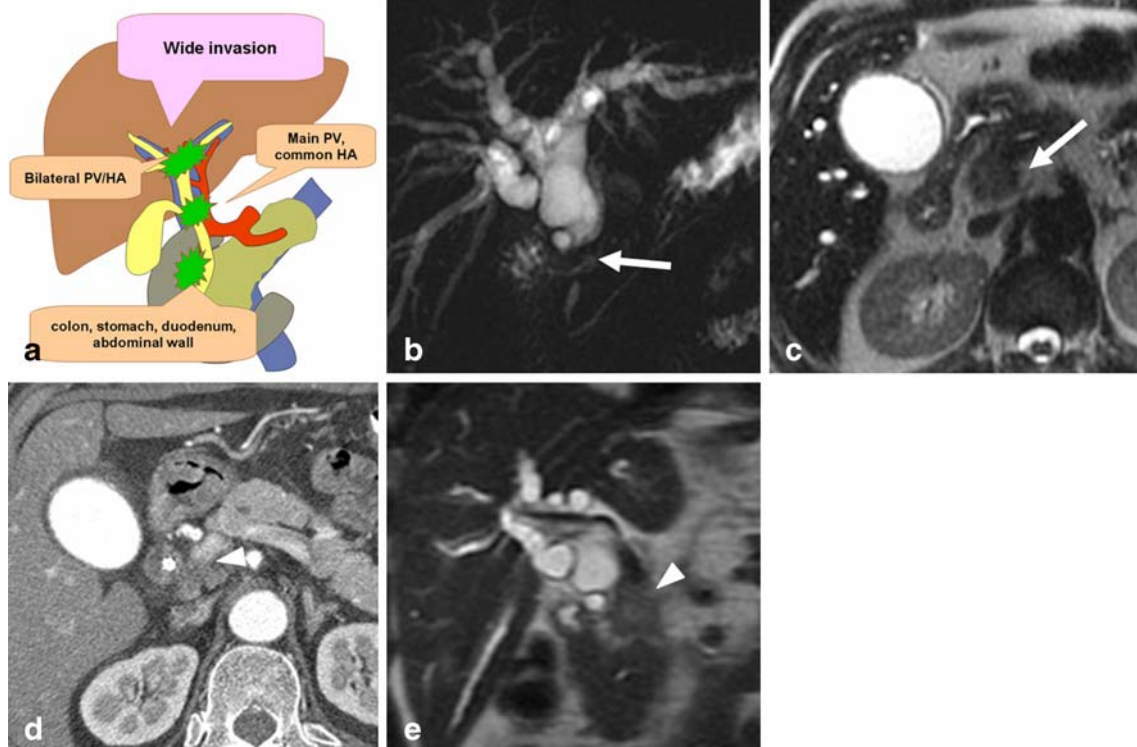 Wide invasion
Main PV,
common HA
Bilateral PV/HA
colon, stomach, duodenum,
abdominal wall
a
b
c
d
e